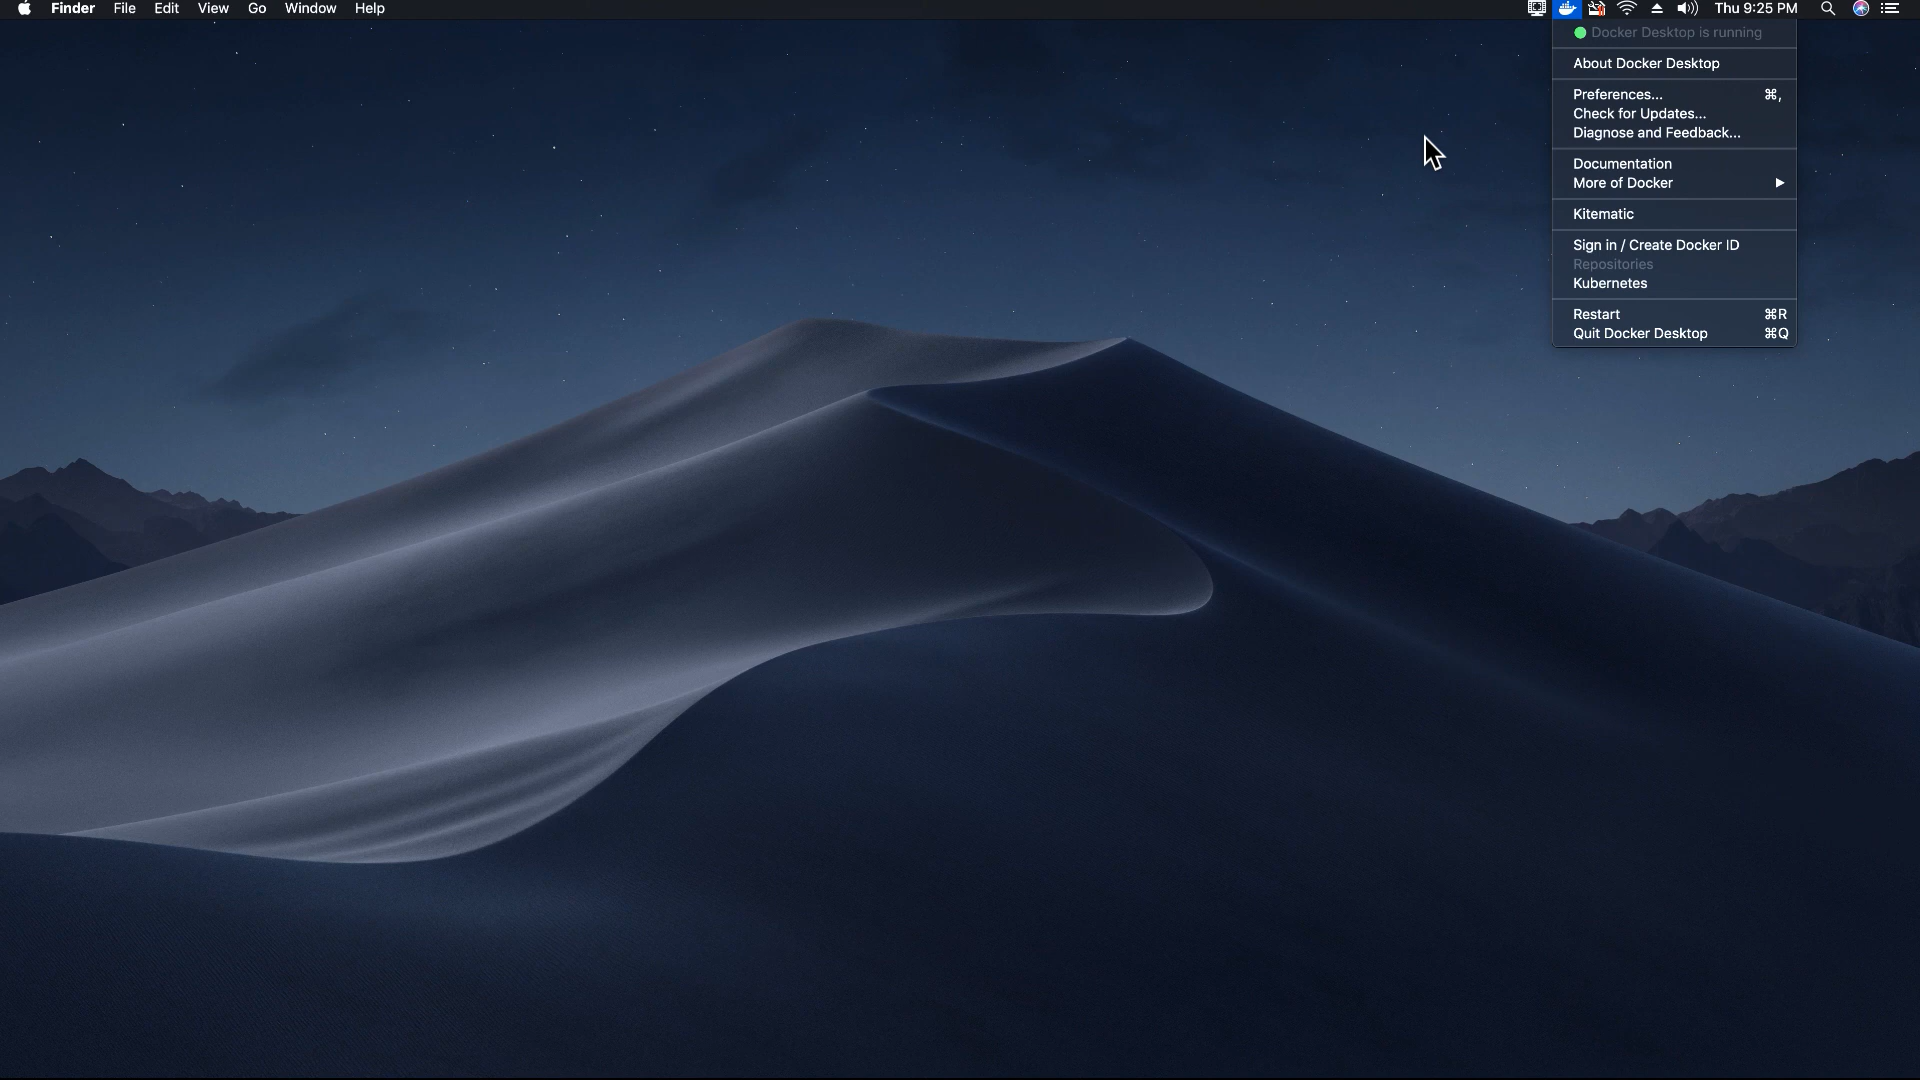 Finder File Edit View Go Window Help Thu 9:25 PM
Docker Desktop is running
About Docker Desktop
Preferences... ⌘,
Check for Updates...
Diagnose and Feedback...
Documentation
More of Docker ▶
Kitematic
Sign in / Create Docker ID
Repositories
Kubernetes
Restart ⌘R
Quit Docker Desktop ⌘Q